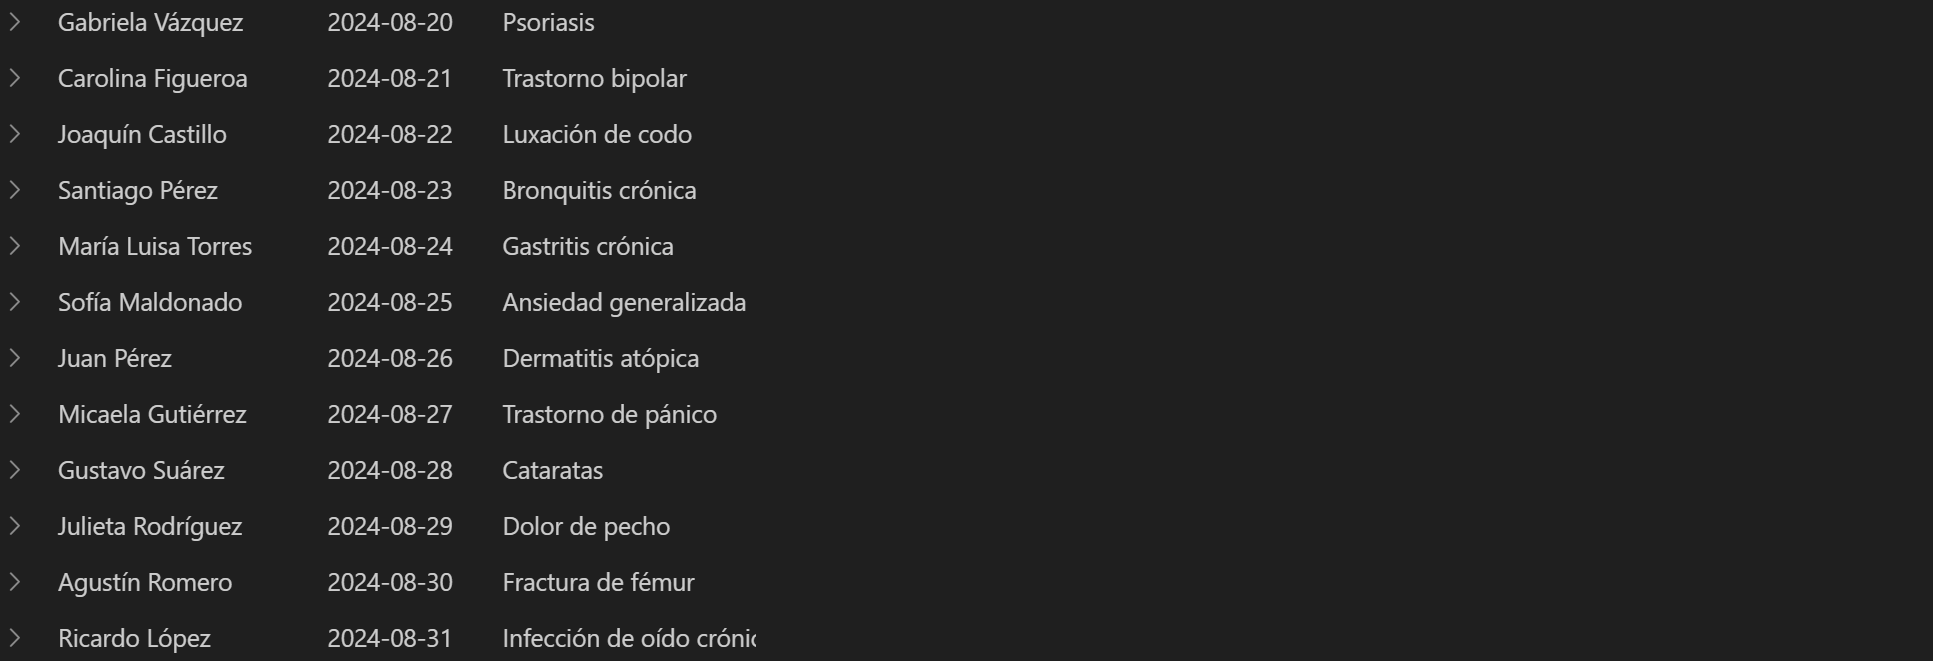 Gabriela Vázquez 2024-08-20 Psoriasis
Carolina Figueroa 2024-08-21 Trastorno bipolar
Joaquín Castillo 2024-08-22 Luxación de codo
Santiago Pérez 2024-08-23 Bronquitis crónica
María Luisa Torres 2024-08-24 Gastritis crónica
Sofía Maldonado 2024-08-25 Ansiedad generalizada
Juan Pérez 2024-08-26 Dermatitis atópica
Micaela Gutiérrez 2024-08-27 Trastorno de pánico
Gustavo Suárez 2024-08-28 Cataratas
Julieta Rodríguez 2024-08-29 Dolor de pecho
Agustín Romero 2024-08-30 Fractura de fémur
Ricardo López 2024-08-31 Infección de oído